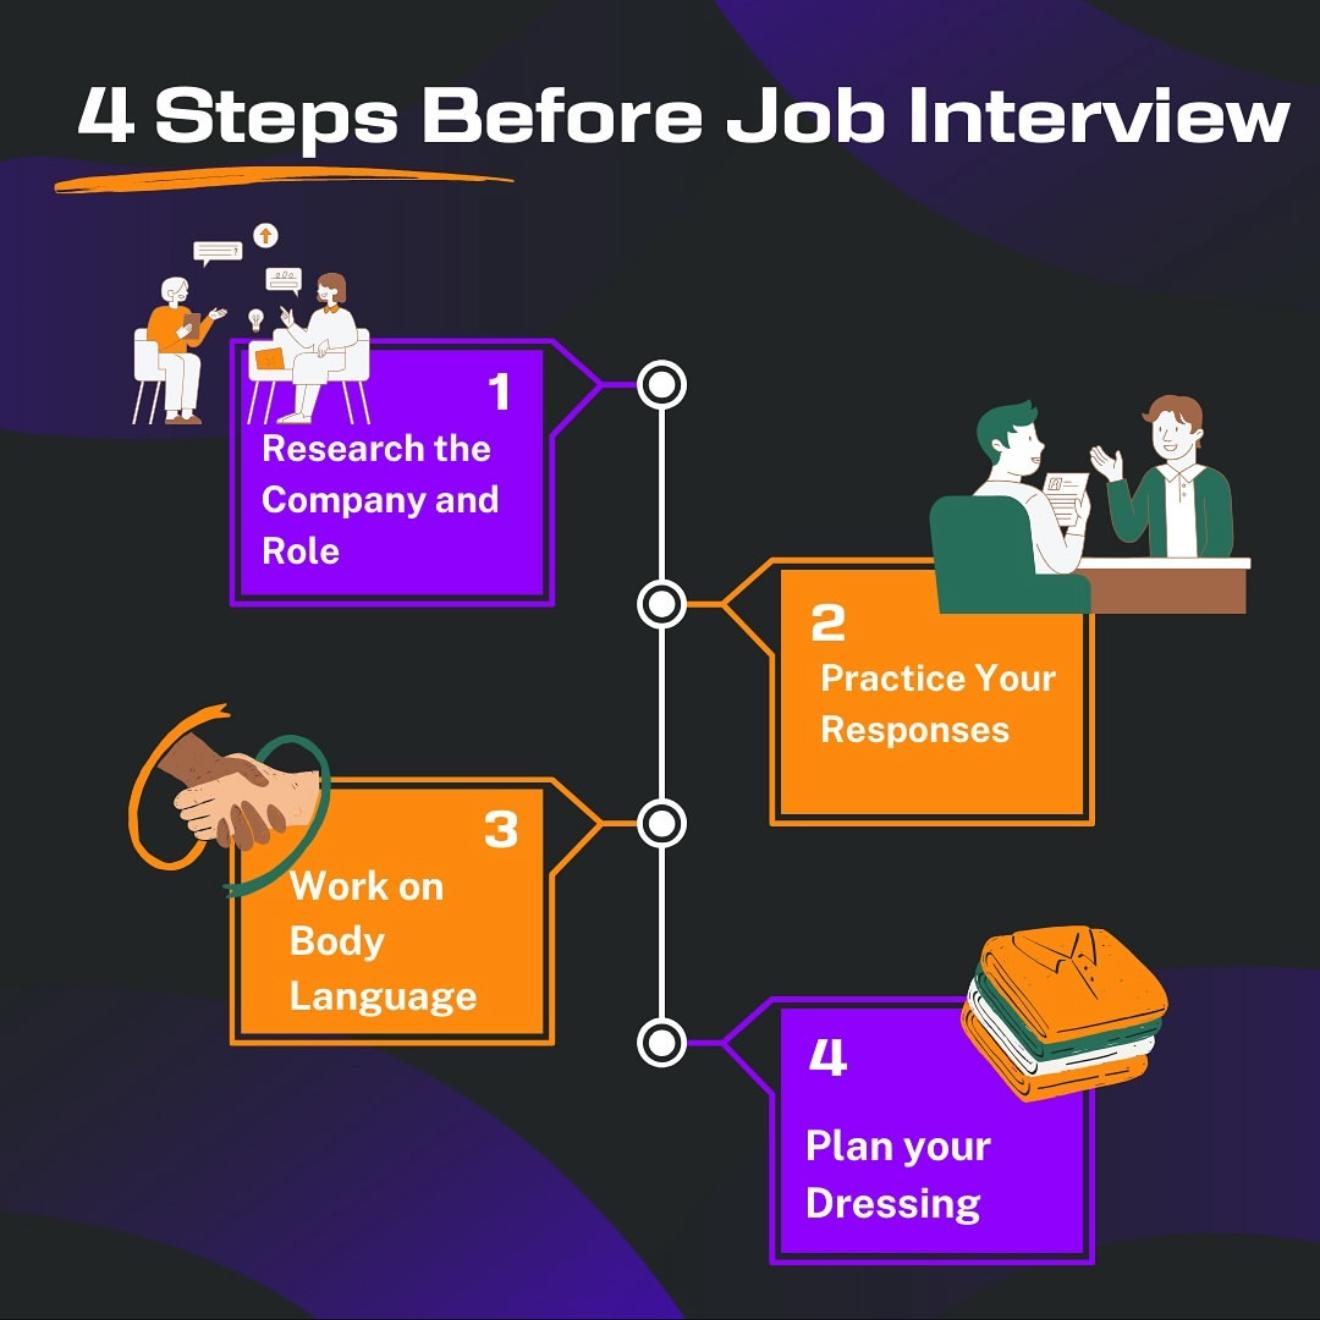 4 Steps Before Job Interview
1
Research the
Company and
Role
2
Practice Your
Responses
3
Work on
Body
Language
4
Plan your
Dressing